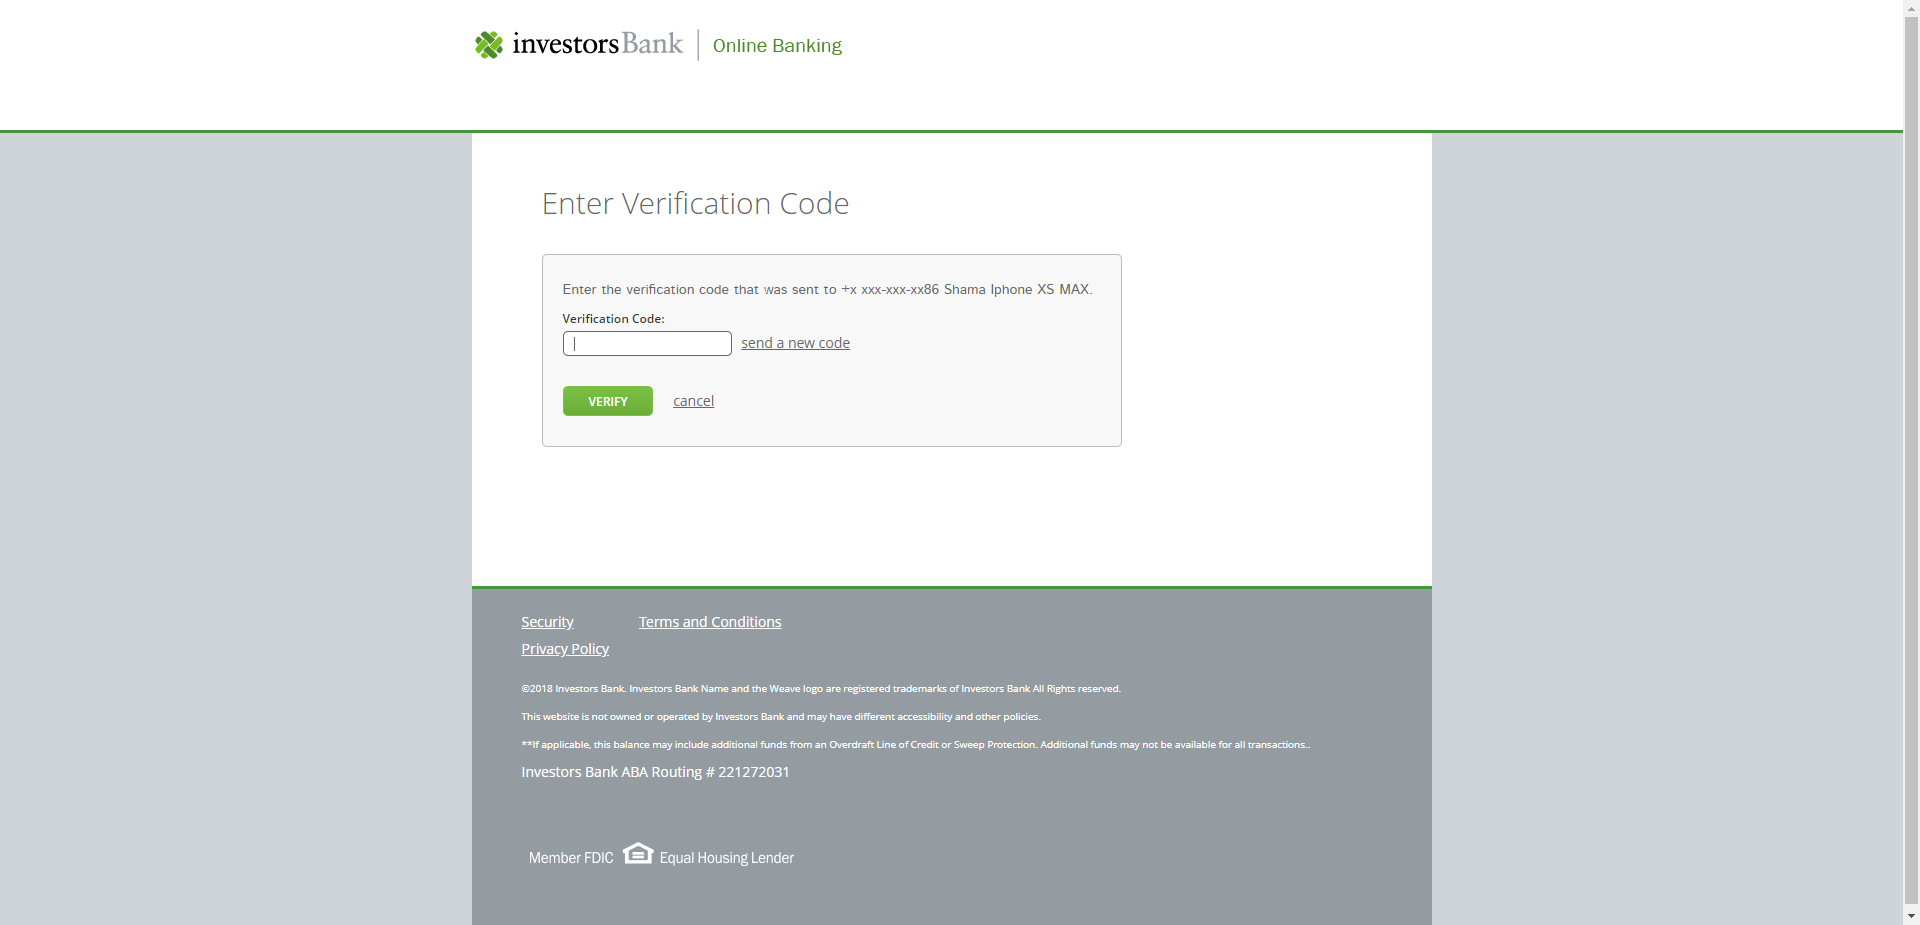 investorsBank Online Banking
Enter Verification Code
Enter the verification code that was sent to +x xxx-xxx-xx86 Shama Iphone XS MAX.
Verification Code:
send a new code
VERIFY cancel
Security Terms and Conditions
Privacy Policy
©2018 Investors Bank. Investors Bank Name and the Weave logo are registered trademarks of Investors Bank All Rights reserved.
This website is not owned or operated by Investors Bank and may have different accessibility and other policies.
**If applicable, this balance may include additional funds from an Overdraft Line of Credit or Sweep Protection. Additional funds may not be available for all transactions..
Investors Bank ABA Routing # 221272031
Member FDIC Equal Housing Lender